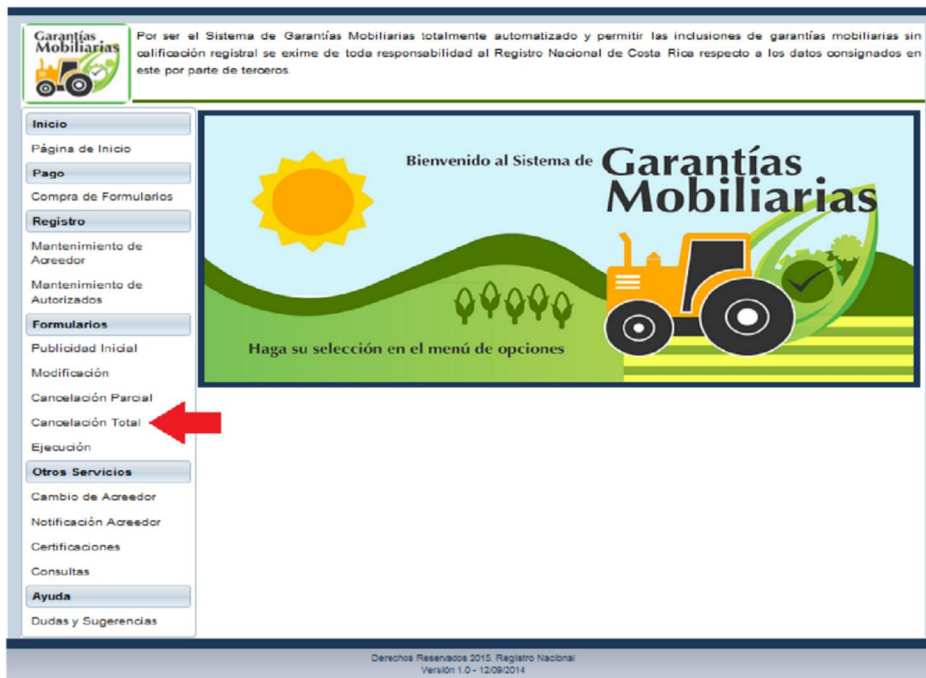 Garantías
Mobiliarias
Por ser el Sistema de Garantías Mobiliarias totalmente automatizado y permitir las inclusiones de garantías mobiliarias sin
calificación registral se exime de toda responsabilidad al Registro Nacional de Costa Rica respecto a los datos consignados en
este por parte de terceros.
Inicio
Página de Inicio
Pago
Compra de Formularios
Registro
Mantenimiento de
Acreedor
Mantenimiento de
Autorizados
Formularios
Publicidad Inicial
Modificación
Cancelación Parcial
Cancelación Total
Ejecución
Otros Servicios
Cambio de Acreedor
Notificación Acreedor
Certificaciones
Consultas
Ayuda
Dudas y Sugerencias
Bienvenido al Sistema de Garantías
Mobiliarias
Haga su selección en el menú de opciones
Derechos Reservados 2015. Registro Nacional
Versión 1.0 - 12/09/2014